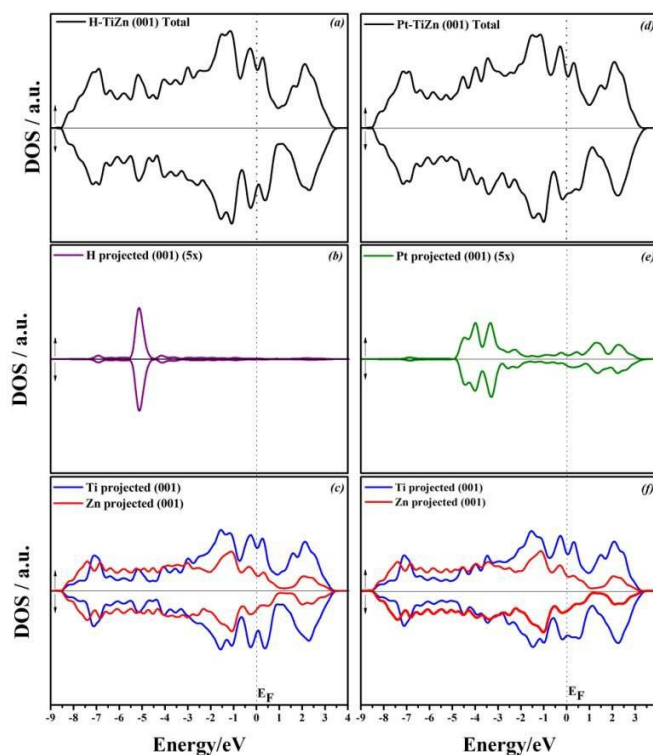 H-TiZn (001) Total
(a)
Pt-TiZn (001) Total
(d)
DOS / a.u.
H projected (001) (5x)
(b)
Pt projected (001) (5x)
(e)
DOS / a.u.
Ti projected (001)
Zn projected (001)
(c)
Ti projected (001)
Zn projected (001)
(f)
DOS / a.u.
E_F
E_F
-9 -8 -7 -6 -5 -4 -3 -2 -1 0 1 2 3 4
-9 -8 -7 -6 -5 -4 -3 -2 -1 0 1 2 3
Energy/eV
Energy/eV